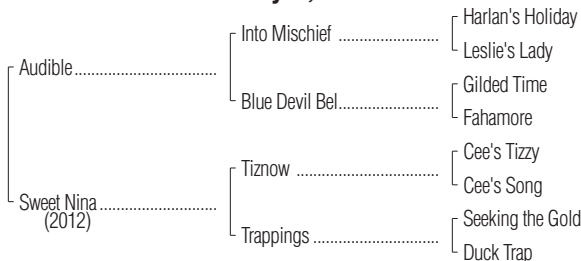 Harlan's Holiday
Into Mischief
Leslie's Lady
Audible
Gilded Time
Blue Devil Bel
Fahamore
Cee's Tizzy
Tiznow
Cee's Song
Sweet Nina
(2012)
Seeking the Gold
Trappings
Duck Trap